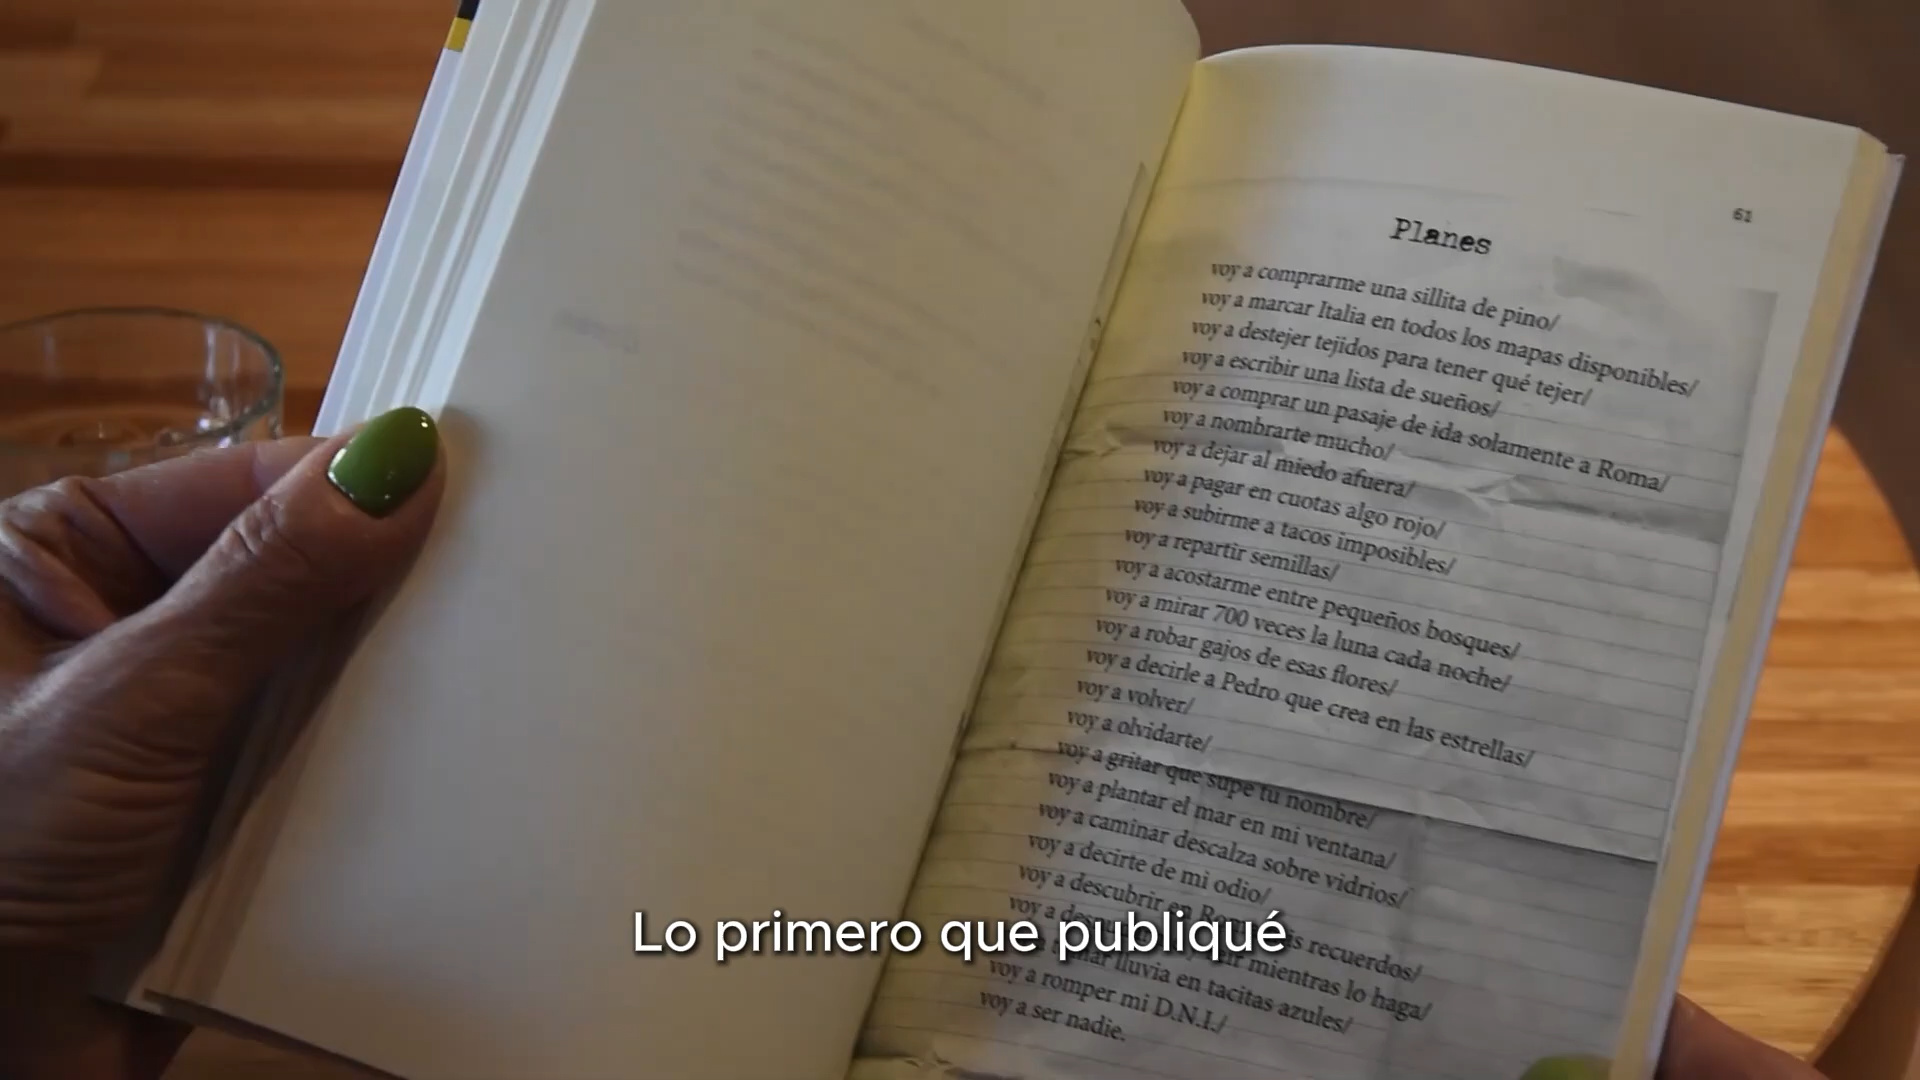 61
Planes
voy a comprarme una sillita de pino/
voy a marcar Italia en todos los mapas disponibles/
voy a destejer tejidos para tener qué tejer/
voy a escribir una lista de sueños/
voy a comprar un pasaje de ida solamente a Roma/
voy a nombrarte mucho/
voy a dejar al miedo afuera/
voy a pagar en cuotas algo rojo/
voy a subirme a tacos imposibles/
voy a repartir semillas/
voy a acostarme entre pequeños bosques/
voy a mirar 700 veces la luna cada noche/
voy a robar gajos de esas flores/
voy a decirle a Pedro que crea en las estrellas/
voy a volver/
voy a olvidarte/
voy a gritar que supe tu nombre/
voy a plantar el mar en mi ventana/
voy a caminar descalza sobre vidrios/
voy a decirte de mi odio/
voy a descubrir en recuerdos/
voy a mientras lo haga/
lluvia en tacitas azules/
voy a romper mi D.N.I./
voy a ser nadie.
Lo primero que publiqué